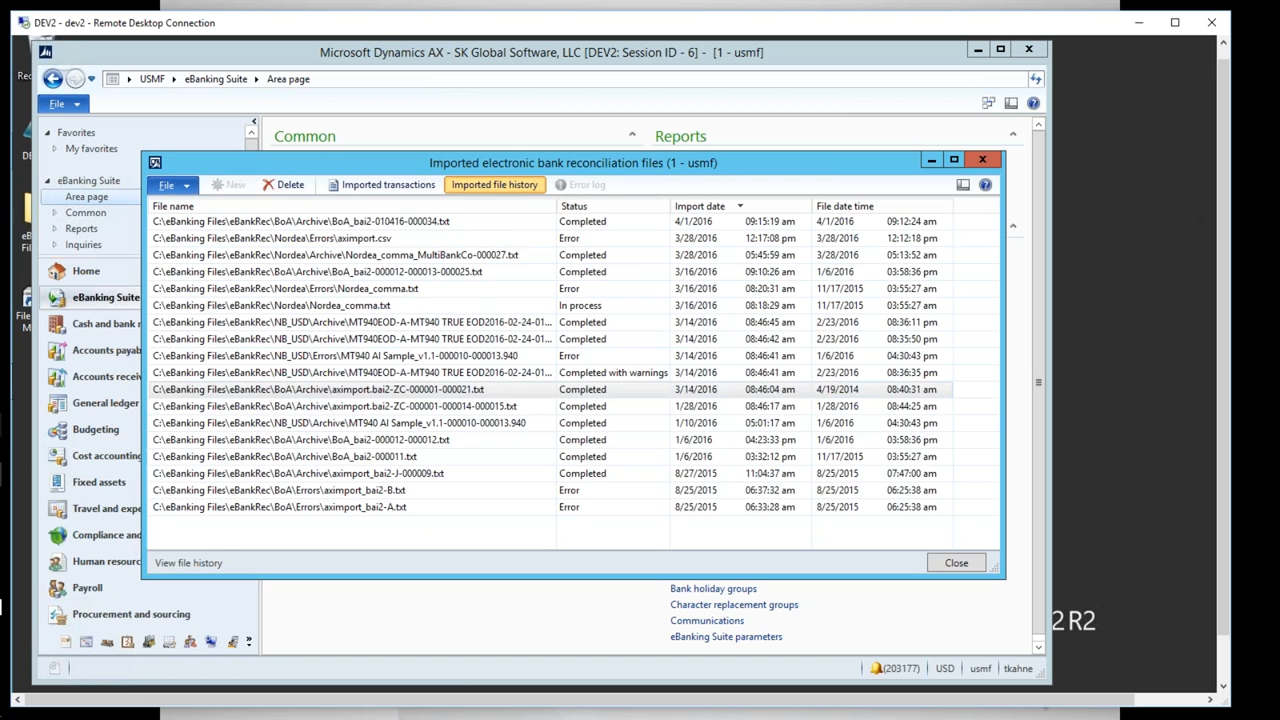 DEV2 - dev2 - Remote Desktop Connection
Microsoft Dynamics AX - SK Global Software, LLC [DEV2: Session ID - 6] - [1 - usmf]
USMF eBanking Suite Area page
File
Favorites
My favorites
eBanking Suite
Area page
Common
Reports
Inquiries
Home
eBanking Suite
Cash and bank
Accounts
Accounts
General ledger
Budgeting
Cost accounting
Fixed assets
Travel and
Compliance and
Human
Payroll
Procurement and sourcing
Common
Reports
Imported electronic bank reconciliation files (1 - usmf)
File New Delete Imported transactions Imported file history Error log
File name Status Import date File date time
C:\eBanking Files\eBankRec\BoA\Archive\BoA_bai2-010416-000034.txt Completed 4/1/2016 09:15:19 am 4/1/2016 09:12:24 am
C:\eBanking Files\eBankRec\Nordea\Errors\aximport.csv Error 3/28/2016 12:17:08 pm 3/28/2016 12:12:18 pm
C:\eBanking Files\eBankRec\Nordea\Archive\Nordea_comma_MultiBankCo-000027.txt Completed 3/28/2016 05:45:59 am 3/28/2016 05:13:52 am
C:\eBanking Files\eBankRec\BoA\Archive\BoA_bai2-000012-000013-000025.txt Completed 3/16/2016 09:10:26 am 1/6/2016 03:58:36 pm
C:\eBanking Files\eBankRec\Nordea\Errors\Nordea_comma.txt Error 3/16/2016 08:20:31 am 11/17/2015 03:55:27 am
C:\eBanking Files\eBankRec\Nordea\Nordea_comma.txt In process 3/16/2016 08:18:29 am 11/17/2015 03:55:27 am
C:\eBanking Files\eBankRec\NB_USD\Archive\MT940EOD-A-MT940 TRUE EOD2016-02-24-01... Completed 3/14/2016 08:46:45 am 2/23/2016 08:36:11 pm
C:\eBanking Files\eBankRec\NB_USD\Archive\MT940EOD-A-MT940 TRUE EOD2016-02-24-01... Completed 3/14/2016 08:46:42 am 2/23/2016 08:35:50 pm
C:\eBanking Files\eBankRec\NB_USD\Errors\MT940 AI Sample_v1.1-000010-000013.940 Error 3/14/2016 08:46:41 am 1/6/2016 04:30:43 pm
C:\eBanking Files\eBankRec\NB_USD\Archive\MT940EOD-A-MT940 TRUE EOD2016-02-24-01... Completed with warnings 3/14/2016 08:46:41 am 2/23/2016 08:36:35 pm
C:\eBanking Files\eBankRec\BoA\Archive\aximport.bai2-ZC-000001-000021.txt Completed 3/14/2016 08:46:04 am 4/19/2014 08:40:31 am
C:\eBanking Files\eBankRec\BoA\Archive\aximport.bai2-ZC-000001-000014-000015.txt Completed 1/28/2016 08:46:17 am 1/28/2016 08:44:25 am
C:\eBanking Files\eBankRec\NB_USD\Archive\MT940 AI Sample_v1.1-000010-000013.940 Completed 1/10/2016 05:01:17 am 1/6/2016 04:30:43 pm
C:\eBanking Files\eBankRec\BoA\Archive\BoA_bai2-000012-000012.txt Completed 1/6/2016 04:23:33 pm 1/6/2016 03:58:36 pm
C:\eBanking Files\eBankRec\BoA\Archive\BoA_bai2-000011.txt Completed 1/6/2016 03:32:12 pm 11/17/2015 03:55:27 am
C:\eBanking Files\eBankRec\BoA\Archive\aximport_bai2-J-000009.txt Completed 8/27/2015 11:04:37 am 8/25/2015 07:47:00 am
C:\eBanking Files\eBankRec\BoA\Errors\aximport_bai2-B.txt Error 8/25/2015 06:37:32 am 8/25/2015 06:25:38 am
C:\eBanking Files\eBankRec\BoA\Errors\aximport_bai2-A.txt Error 8/25/2015 06:33:28 am 8/25/2015 06:25:38 am
View file history Close
Bank holiday groups
Character replacement groups
Communications
eBanking Suite parameters
2 R2
(203177) USD usmf tkahne